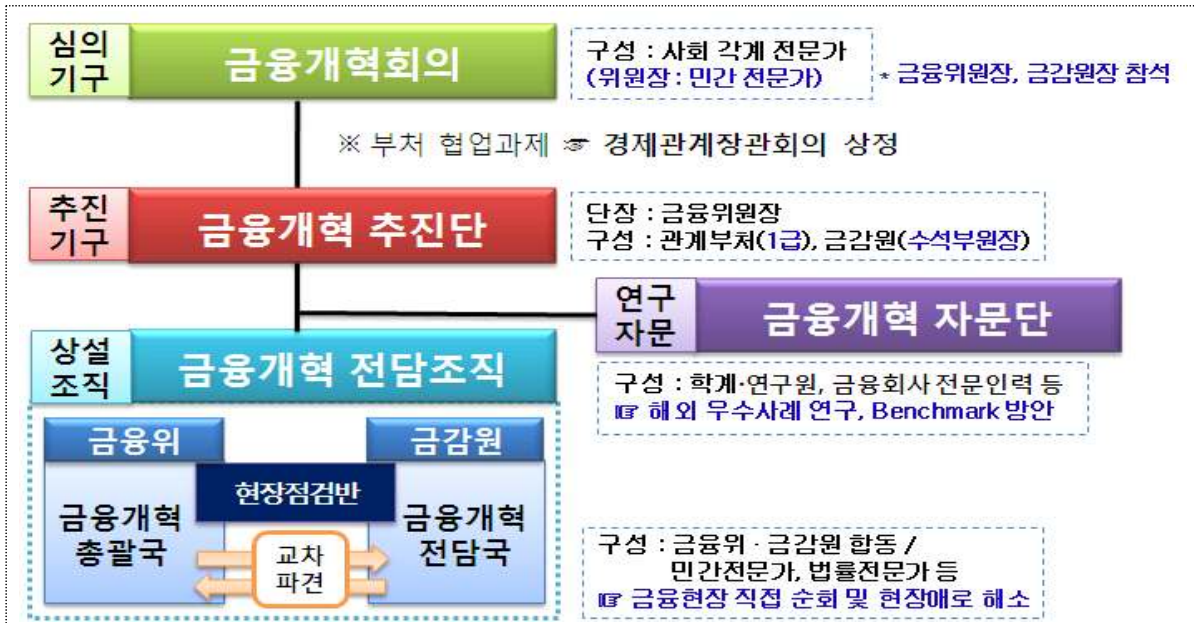 심의
기구
금융개혁회의
구성 : 사회 각계 전문가
(위원장 : 민간 전문가)
* 금융위원장, 금감원장 참석
※ 부처 협업과제 ☞ 경제관계장관회의 상정
추진
기구
금융개혁 추진단
단장 : 금융위원장
구성 : 관계부처(1급), 금감원(수석부원장)
연구
자문
금융개혁 자문단
상설
조직
금융개혁 전담조직
구성 : 학계·연구원, 금융회사 전문인력 등
☞ 해외 우수사례 연구, Benchmark 방안
금융위
금감원
현장점검반
금융개혁
총괄국
금융개혁
전담국
교차
파견
구성 : 금융위 · 금감원 합동 /
민간전문가, 법률전문가 등
☞ 금융현장 직접 순회 및 현장애로 해소